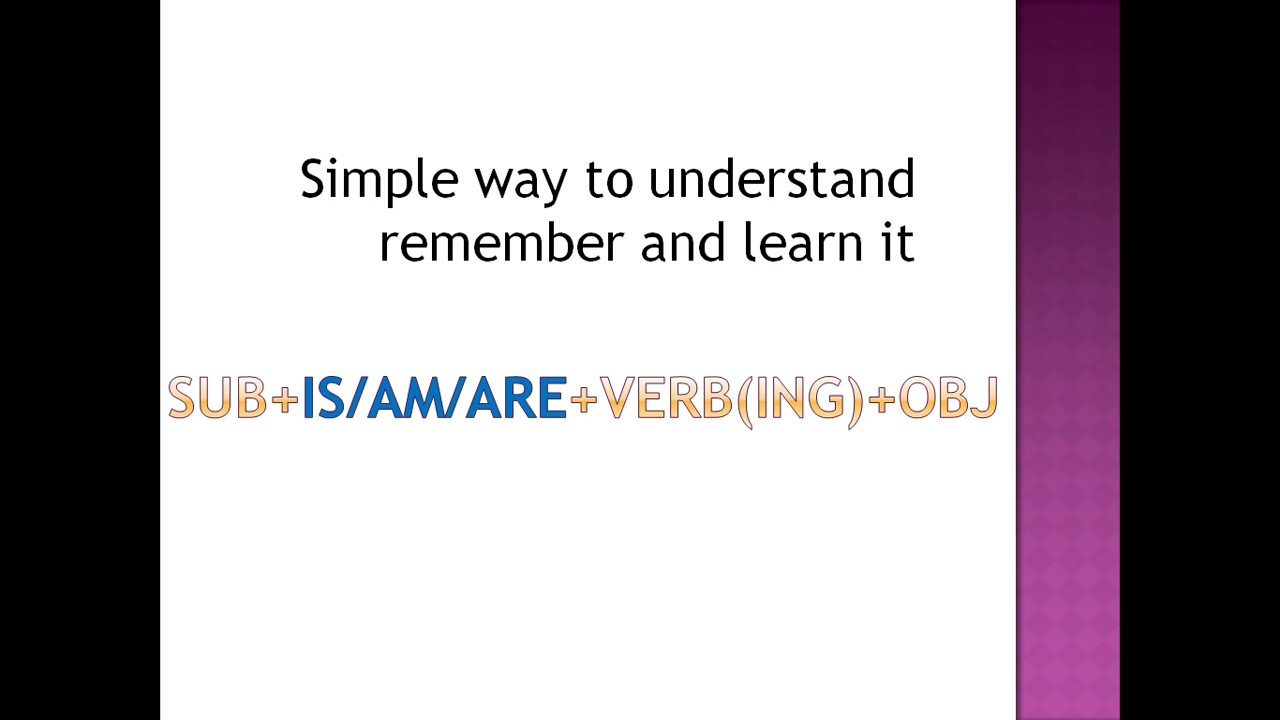 Simple way to understand
remember and learn it
SUB+IS/AM/ARE+VERB(ING)+OBJ